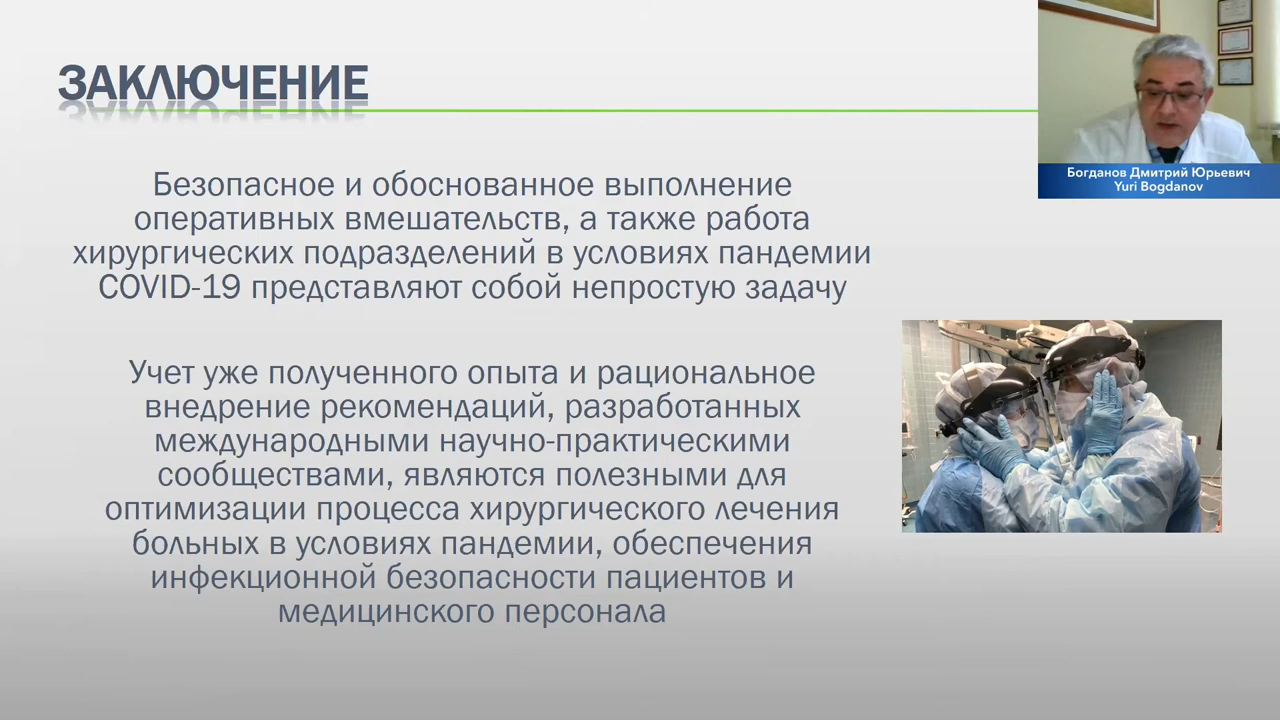 ЗАКЛЮЧЕНИЕ
Безопасное и обоснованное выполнение
оперативных вмешательств, а также работа
хирургических подразделений в условиях пандемии
COVID-19 представляют собой непростую задачу
Учет уже полученного опыта и рациональное
внедрение рекомендаций, разработанных
международными научно-практическими
сообществами, являются полезными для
оптимизации процесса хирургического лечения
больных в условиях пандемии, обеспечения
инфекционной безопасности пациентов и
медицинского персонала
Богданов Дмитрий Юрьевич
Yuri Bogdanov